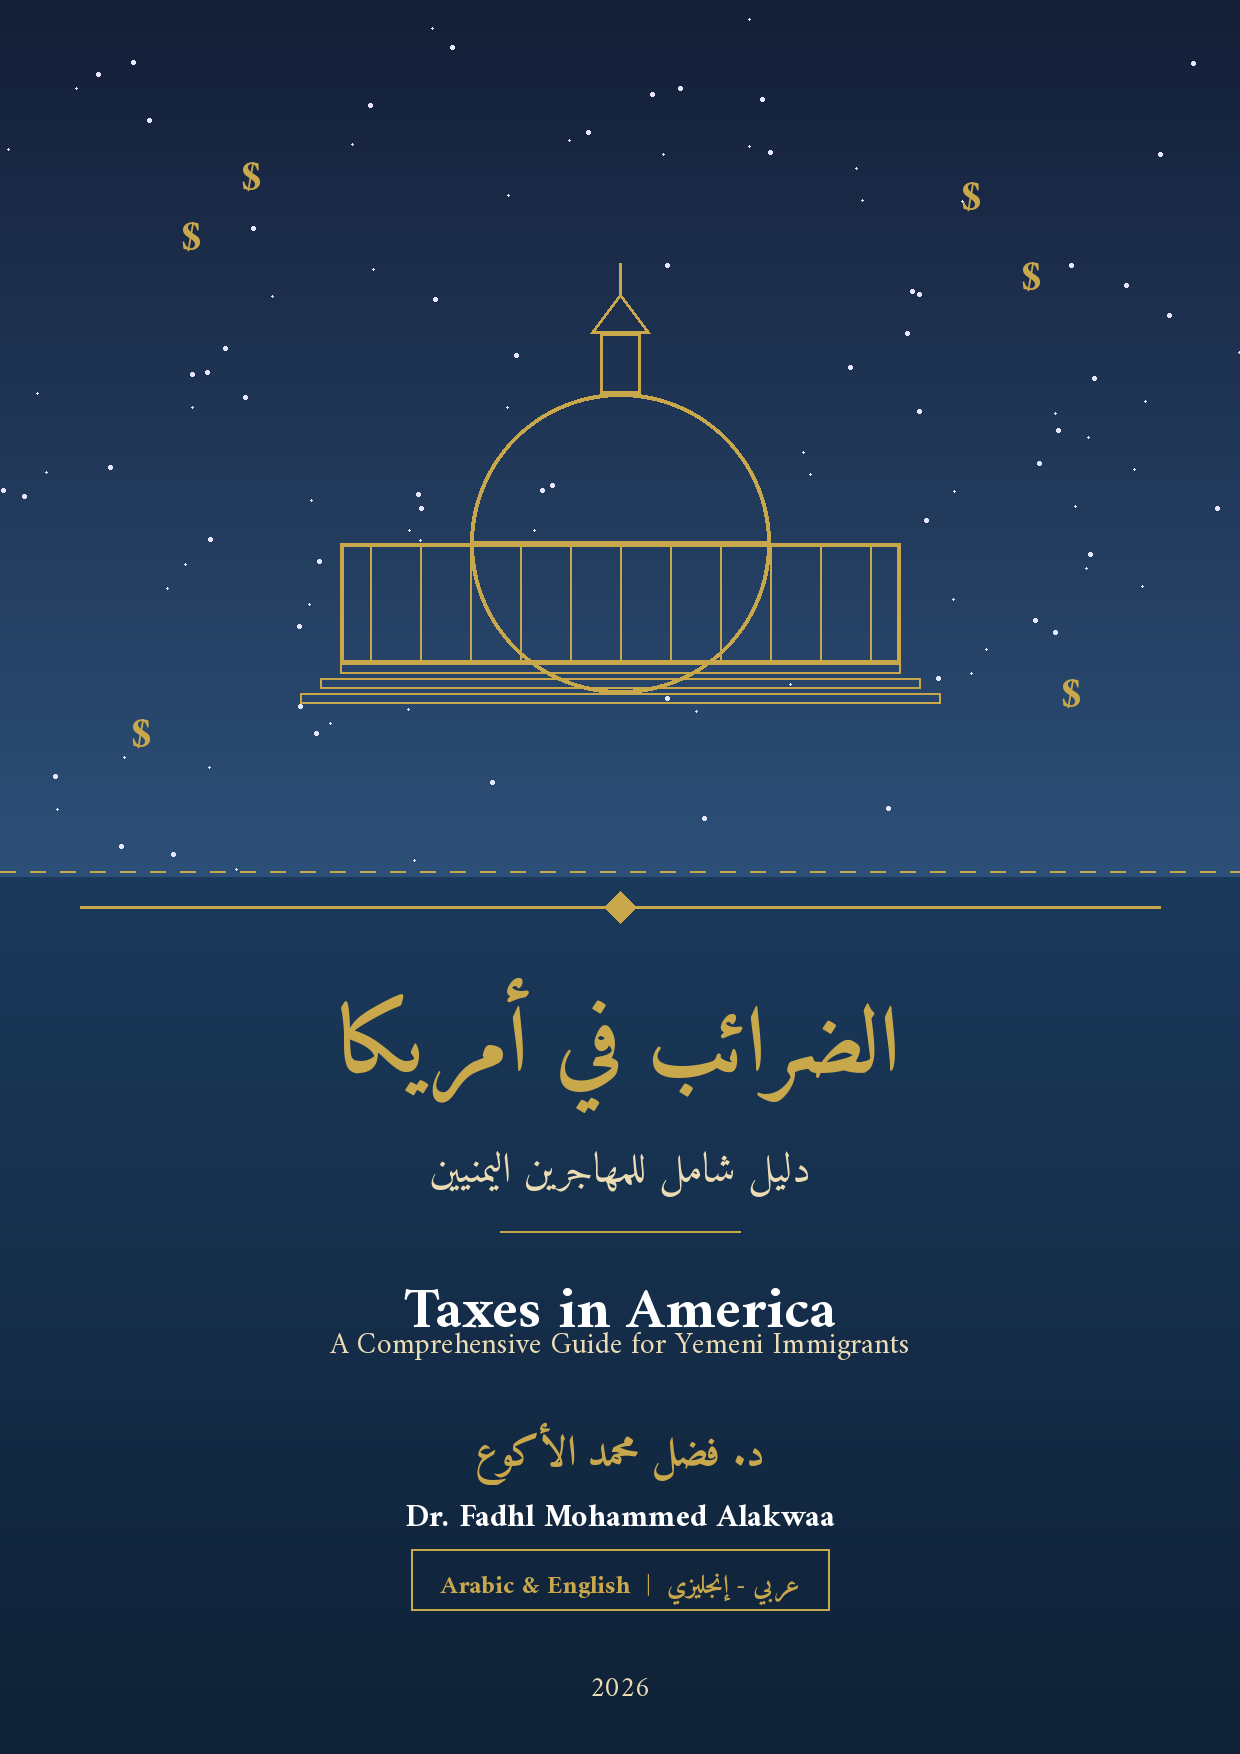 $
$
$
$
$
$
الضرائب في أمريكا
دليل شامل للمهاجرين اليمنيين
Taxes in America
A Comprehensive Guide for Yemeni Immigrants
د. فضل محمد الأكوع
Dr. Fadhl Mohammed Alakwaa
Arabic & English | عربي - إنجليزي
2026